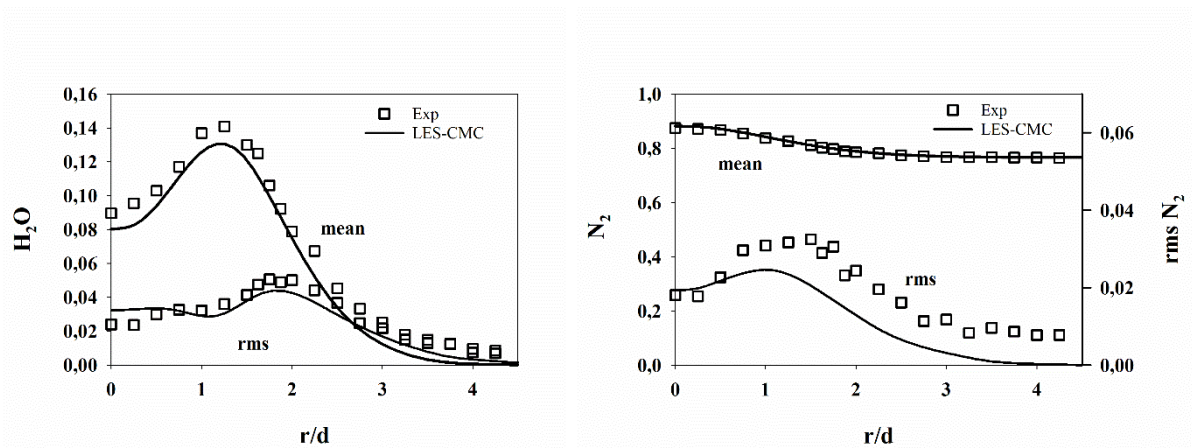 0,16
0,14
0,12
0,10
0,08
0,06
0,04
0,02
0,00
H₂O
Exp
LES-CMC
mean
rms
0 1 2 3 4
r/d
1,0
0,8
0,6
0,4
0,2
0,0
N₂
Exp
LES-CMC
mean
rms
0,06
0,04
0,02
0,00
rms N₂
0 1 2 3 4
r/d